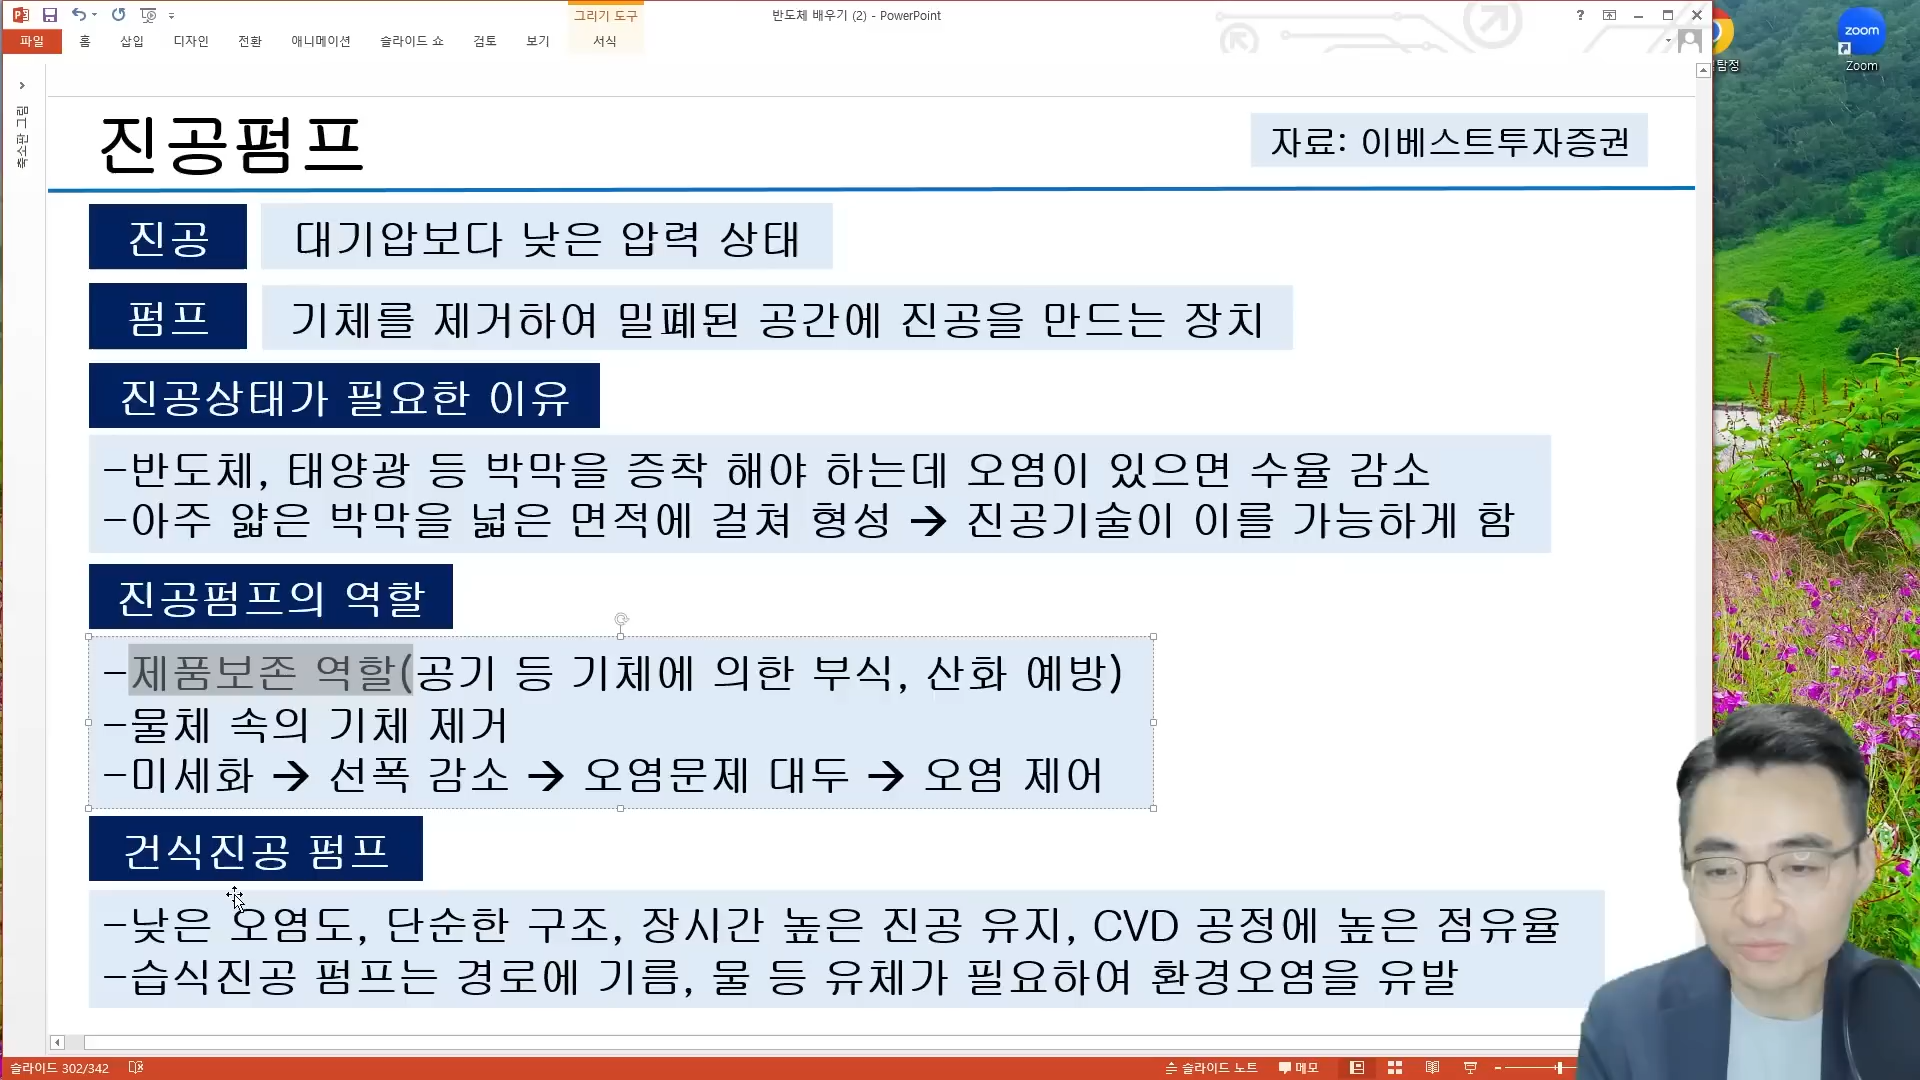 반도체 배우기 (2) - PowerPoint
그리기 도구
파일 홈 삽입 디자인 전환 애니메이션 슬라이드 쇼 검토 보기 서식
zoom
Zoom
탐정
축소판 그림
진공펌프
자료: 이베스트투자증권
진공 대기압보다 낮은 압력 상태
펌프 기체를 제거하여 밀폐된 공간에 진공을 만드는 장치
진공상태가 필요한 이유
-반도체, 태양광 등 박막을 증착 해야 하는데 오염이 있으면 수율 감소
-아주 얇은 박막을 넓은 면적에 걸쳐 형성 → 진공기술이 이를 가능하게 함
진공펌프의 역할
-제품보존 역할(공기 등 기체에 의한 부식, 산화 예방)
-물체 속의 기체 제거
-미세화 → 선폭 감소 → 오염문제 대두 → 오염 제어
건식진공 펌프
-낮은 오염도, 단순한 구조, 장시간 높은 진공 유지, CVD 공정에 높은 점유율
-습식진공 펌프는 경로에 기름, 물 등 유체가 필요하여 환경오염을 유발
슬라이드 302/342
슬라이드 노트 메모